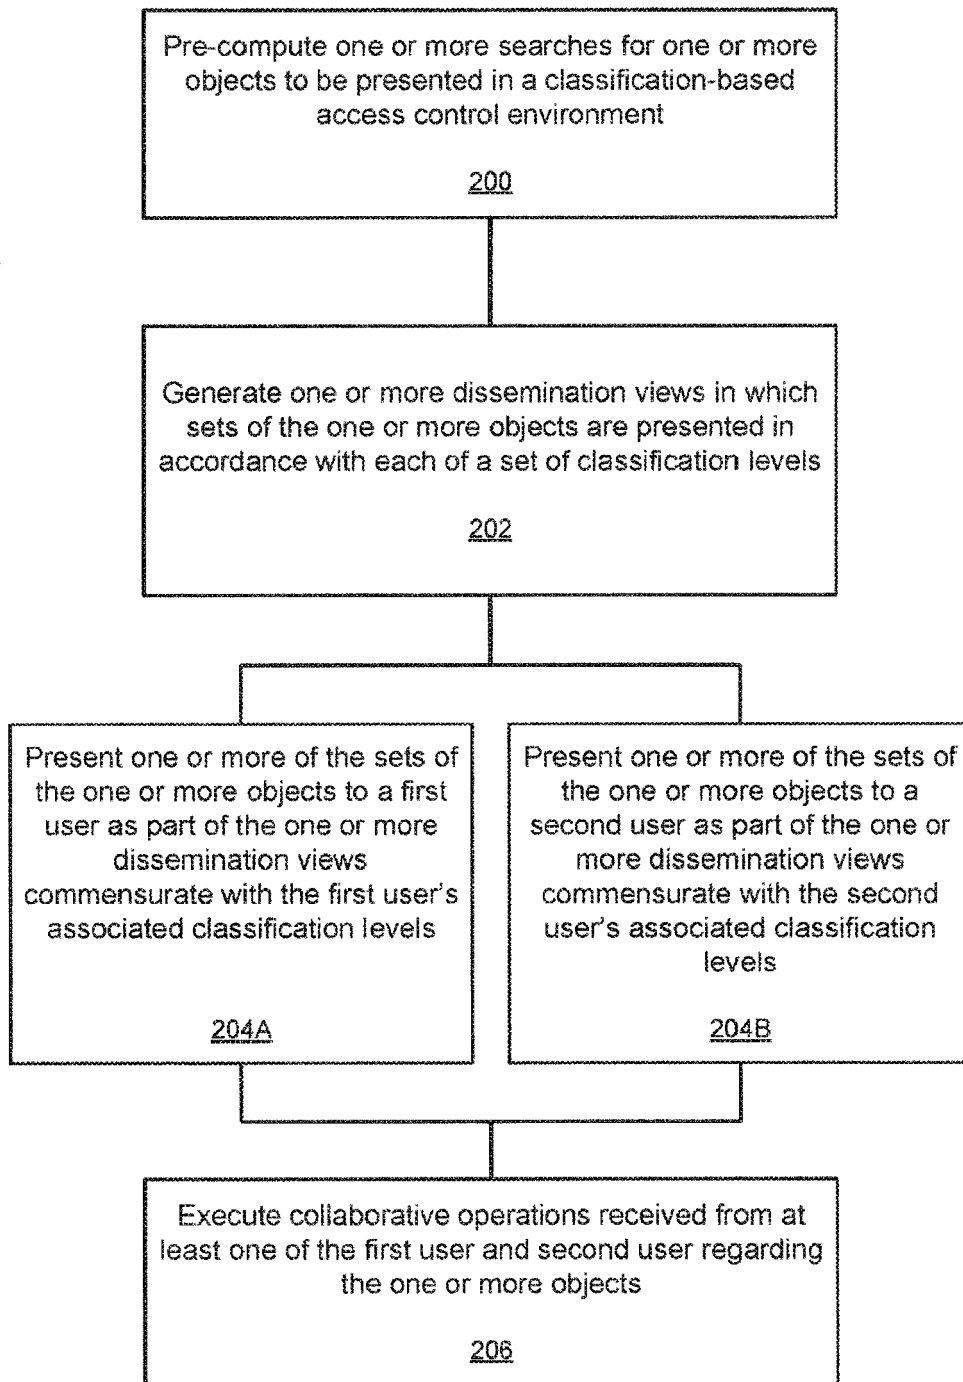 Pre-compute one or more searches for one or more
objects to be presented in a classification-based
access control environment
200
Generate one or more dissemination views in which
sets of the one or more objects are presented in
accordance with each of a set of classification levels
202
Present one or more of the sets of
the one or more objects to a first
user as part of the one or more
dissemination views
commensurate with the first user's
associated classification levels
204A
Present one or more of the sets of
the one or more objects to a
second user as part of the one or
more dissemination views
commensurate with the second
user's associated classification
levels
204B
Execute collaborative operations received from at
least one of the first user and second user regarding
the one or more objects
206